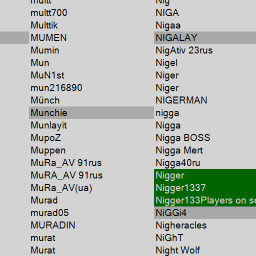 multt
multt700
Multtik
MUMEN
Mumin
Mun
MuN1st
mun216890
Münch
Munchie
Munlayit
MupoZ
Muppen
MuRa_AV 91rus
MuRA_AV 91rus
MuRA_AV(ua)
Murad
murad05
MURADIN
murat
Murat
Nig
NIGA
Nigaa
NIGALAY
NigAtiv 23rus
Nigel
Niger
Niger
NIGERMAN
nigga
Nigga
Nigga BOSS
Nigga Mert
Nigga40ru
Nigger
Nigger1337
Nigger133Players on se
NiGGi4
Nigheracles
NiGhT
Night Wolf